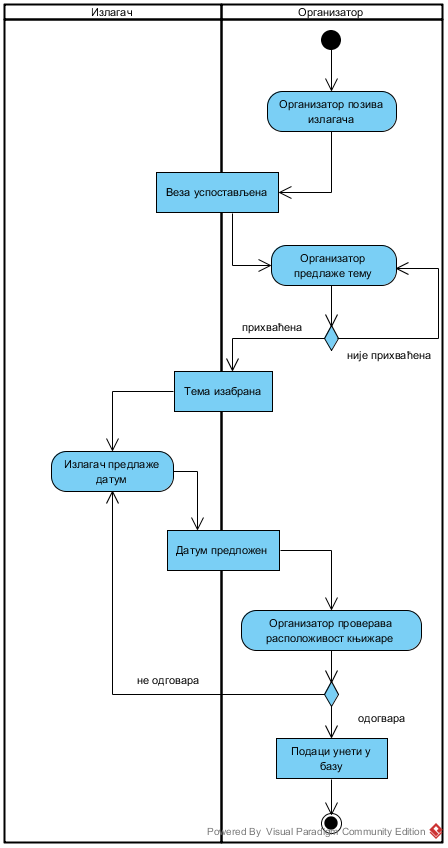 Излагач
Организатор
Организатор позива
излагача
Веза успостављена
Организатор
предлаже тему
прихваћена
није прихваћена
Тема изабрана
Излагач предлаже
датум
Датум предложен
Организатор проверава
расположивост књижаре
не одговара
одогвара
Подаци унети у
базу
Powered By Visual Paradigm Community Edition